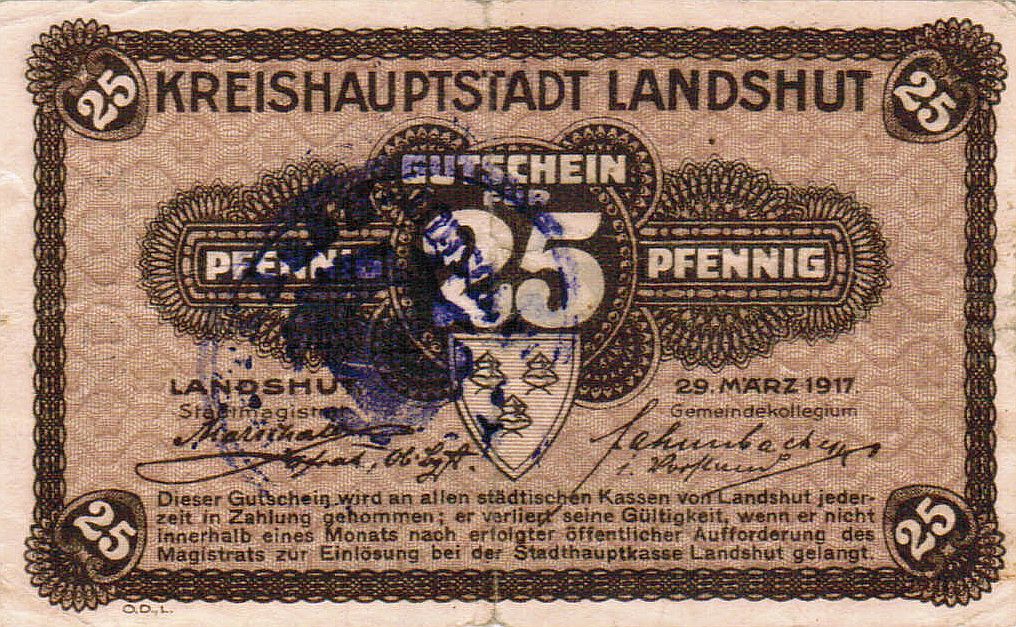 25 25
KREISHAUPTSTADT LANDSHUT
GUTSCHEIN
FÜR
PFENNIG 25 PFENNIG
LANDSHUT 29. MÄRZ 1917.
Stadtmagistrat Gemeindekollegium
Dieser Gutschein wird an allen städtischen Kassen von Landshut jeder-
zeit in Zahlung genommen; er verliert seine Gültigkeit, wenn er nicht
innerhalb eines Monats nach erfolgter öffentlicher Aufforderung des
Magistrats zur Einlösung bei der Stadthauptkasse Landshut gelangt.
25 25
O.D., L.